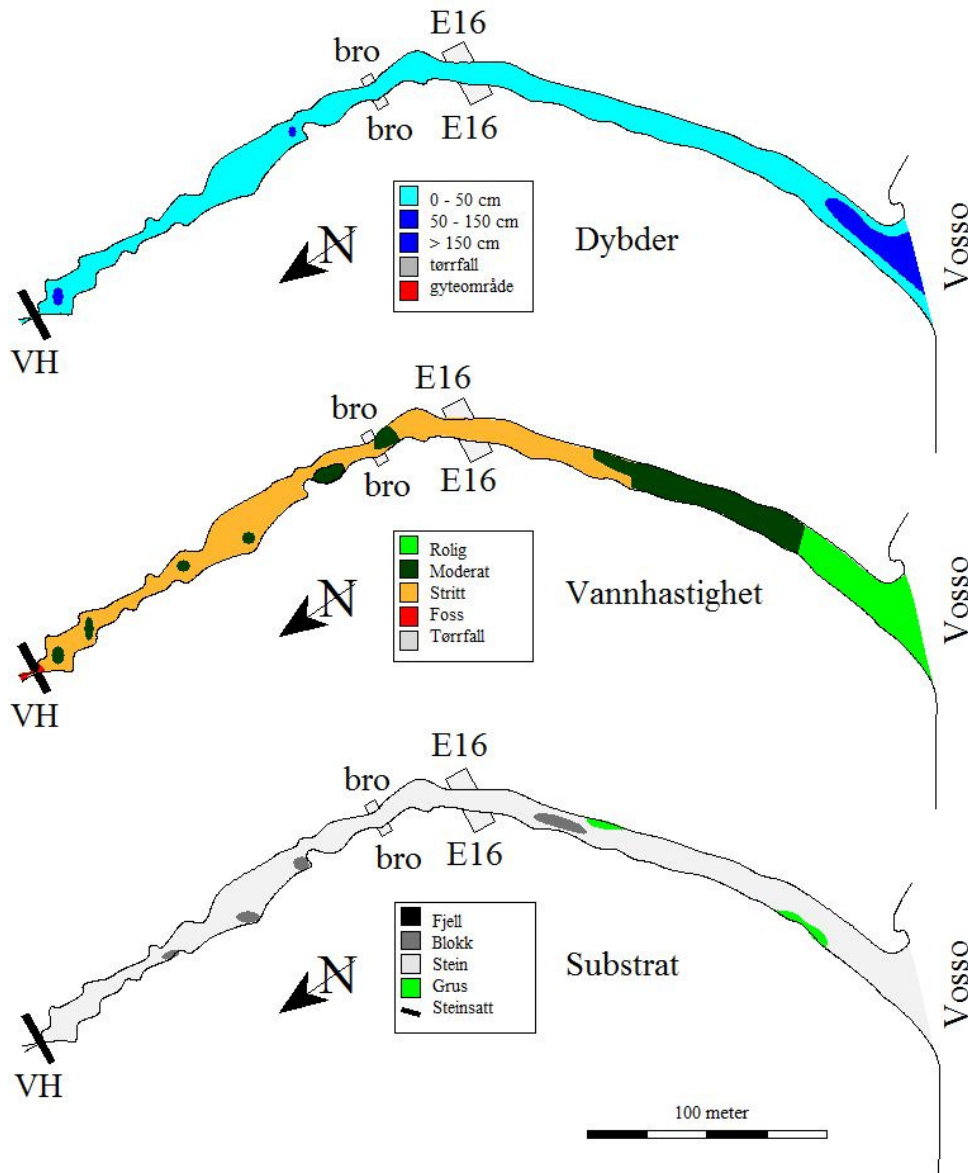 E16
bro
bro
E16
0 - 50 cm
50 - 150 cm
> 150 cm
tørrfall
gyteområde
N
Dybder
Vosso
VH
E16
bro
bro
E16
Rolig
Moderat
Stritt
Foss
Tørrfall
N
Vannhastighet
Vosso
VH
E16
bro
bro
E16
Fjell
Blokk
Stein
Grus
Steinsatt
N
Substrat
Vosso
VH
100 meter